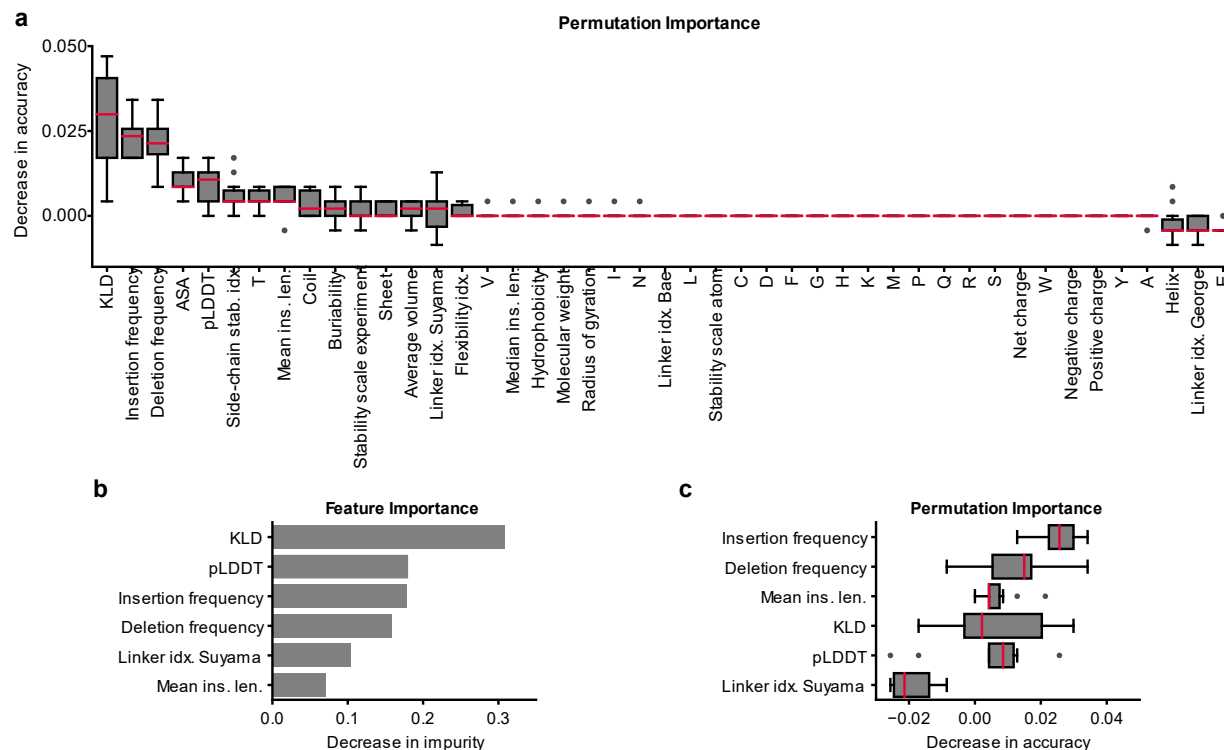 a
Permutation Importance
Decrease in accuracy
0.050
0.025
0.000
KLD
Insertion frequency
Deletion frequency
ASA
pLDDT
Side-chain stab. idx.
T
Mean ins. len.
Coil
Buriability
Stability scale experiment
Sheet
Average volume
Linker idx. Suyama
Flexibility idx.
V
Median ins. len.
Hydrophobicity
Molecular weight
Radius of gyration
I
N
Linker idx. Bae
L
Stability scale atom
C
D
F
G
H
K
M
P
Q
R
S
Net charge
W
Negative charge
Positive charge
Y
A
Helix
Linker idx. George
b
Feature Importance
KLD
pLDDT
Insertion frequency
Deletion frequency
Linker idx. Suyama
Mean ins. len.
0.0 0.1 0.2 0.3
Decrease in impurity
c
Permutation Importance
Insertion frequency
Deletion frequency
Mean ins. len.
KLD
pLDDT
Linker idx. Suyama
−0.02 0.00 0.02 0.04
Decrease in accuracy